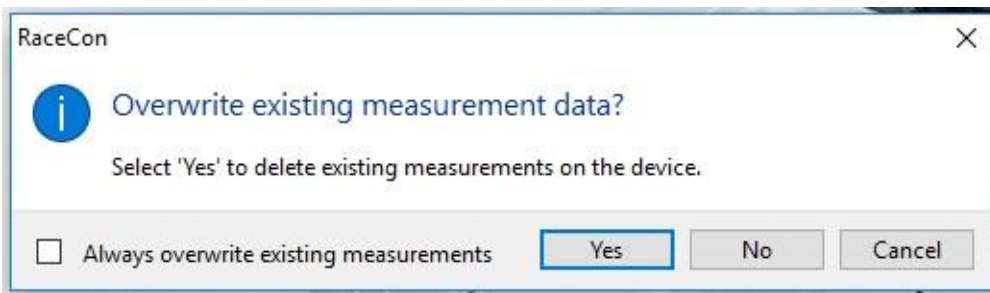 RaceCon
Overwrite existing measurement data?
Select 'Yes' to delete existing measurements on the device.
Always overwrite existing measurements
Yes
No
Cancel